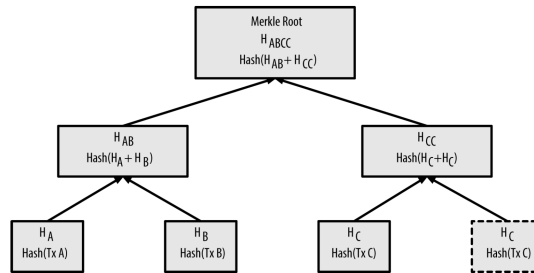 Merkle Root
H ABCC
Hash(H AB + H CC)
H AB
Hash(H A + H B)
H CC
Hash(H C+H C)
H A
Hash(Tx A)
H B
Hash(Tx B)
H C
Hash(Tx C)
H C
Hash(Tx C)